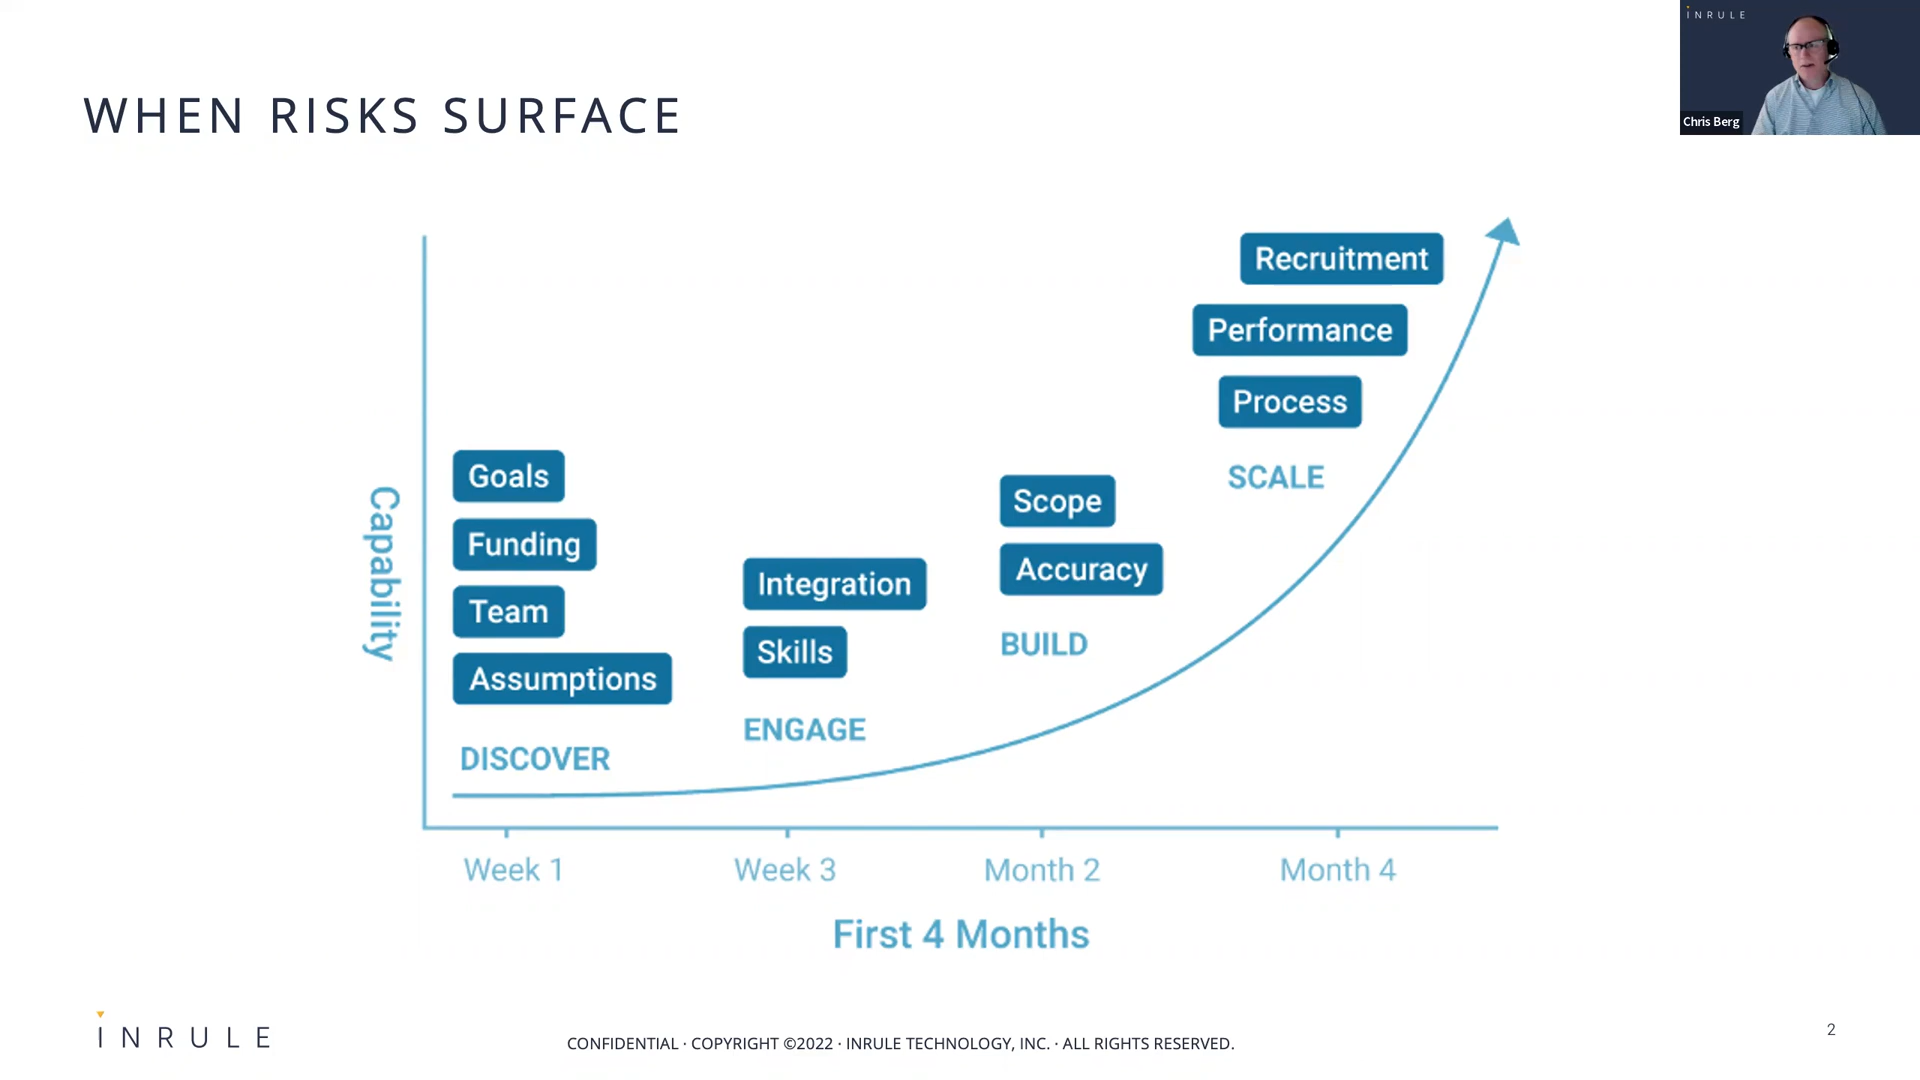 INRULE
Chris Berg
WHEN RISKS SURFACE
Capability
Goals
Funding
Team
Assumptions
DISCOVER
Integration
Skills
ENGAGE
Scope
Accuracy
BUILD
Recruitment
Performance
Process
SCALE
Week 1
Week 3
Month 2
Month 4
First 4 Months
INRULE
CONFIDENTIAL · COPYRIGHT ©2022 · INRULE TECHNOLOGY, INC. · ALL RIGHTS RESERVED.
2